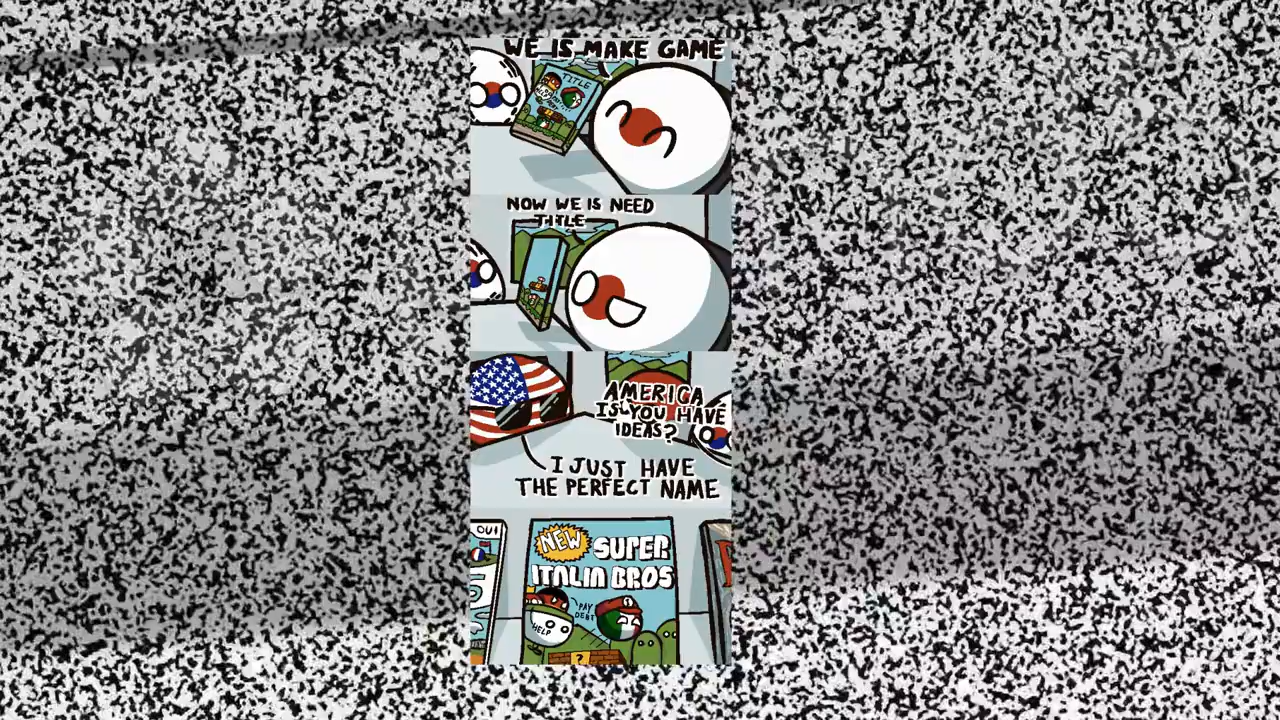 WE IS MAKE GAME
TITLE
NOW WE IS NEED
TITLE
AMERICA
IS YOU HAVE
IDEAS?
I JUST HAVE
THE PERFECT NAME
OUI
NEW
SUPER
ITALIA BROS
PAY
DEBT
HELP
?